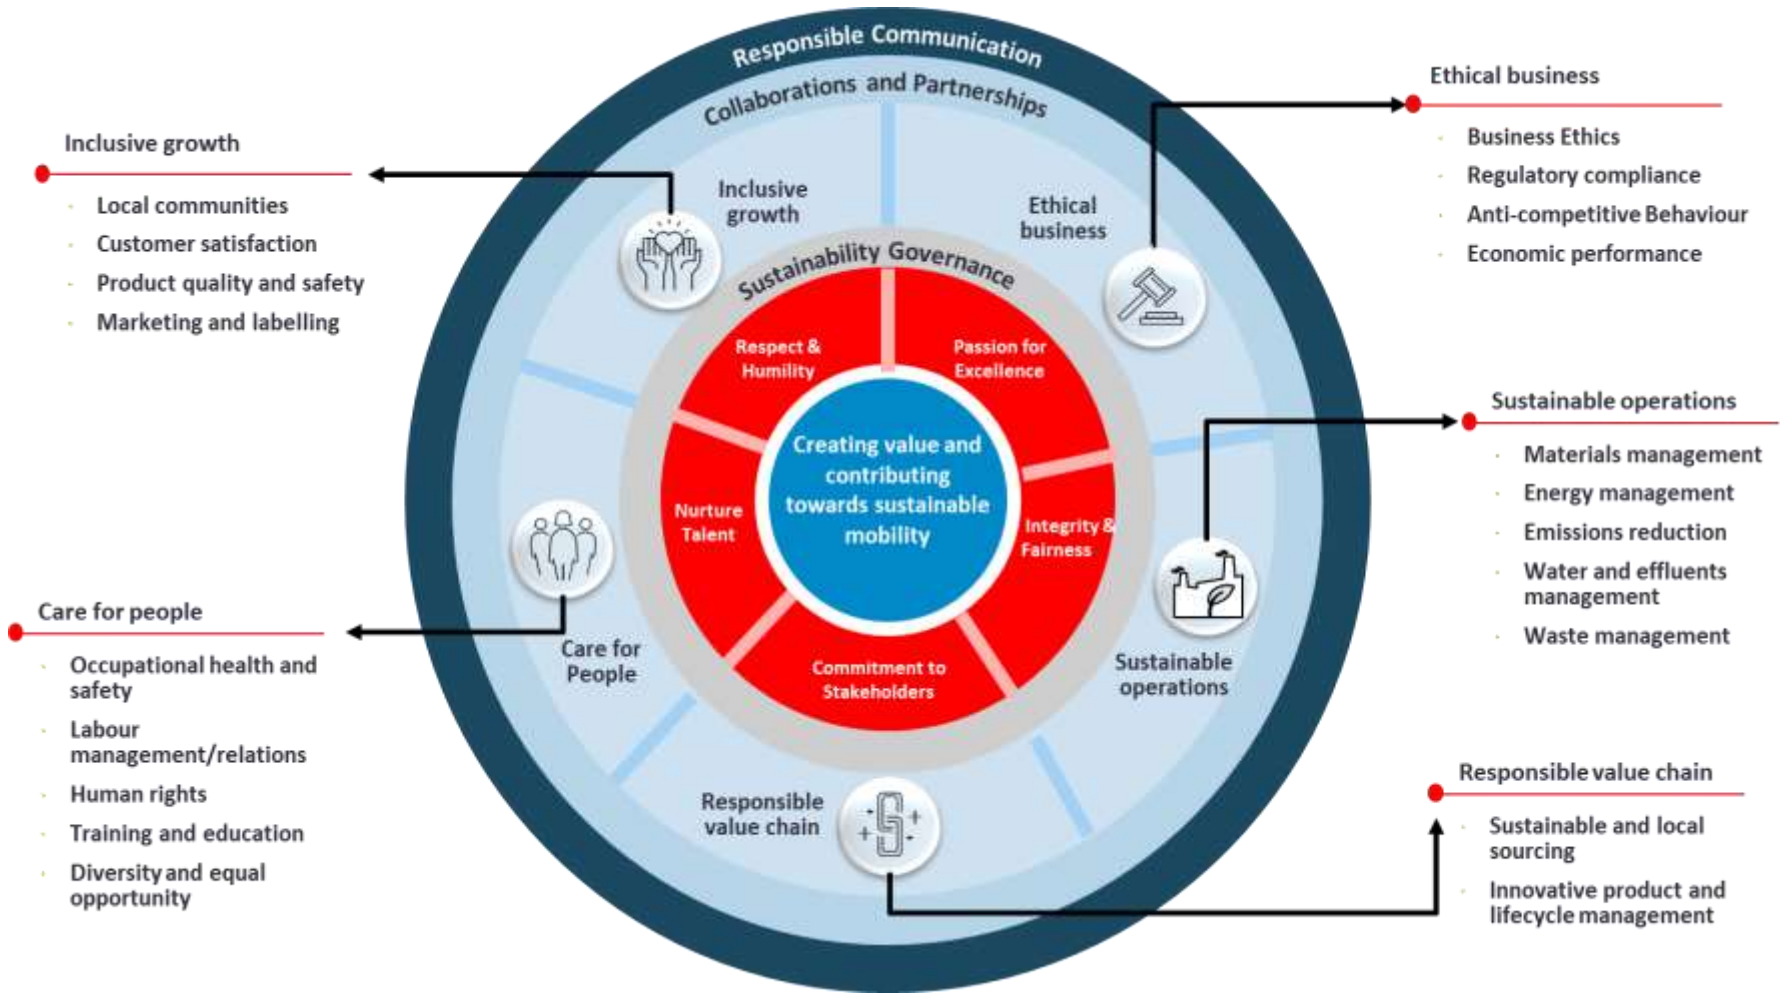 Responsible Communication
Collaborations and Partnerships
Inclusive growth
Local communities
Customer satisfaction
Product quality and safety
Marketing and labelling
Care for people
Occupational health and
safety
Labour
management/relations
Human rights
Training and education
Diversity and equal
opportunity
Inclusive
growth
Ethical
business
Sustainability Governance
Respect &
Humility
Passion for
Excellence
Creating value and
contributing
towards sustainable
mobility
Nurture
Talent
Integrity &
Fairness
Commitment to
Stakeholders
Care for
People
Sustainable
operations
Responsible
value chain
Ethical business
Business Ethics
Regulatory compliance
Anti-competitive Behaviour
Economic performance
Sustainable operations
Materials management
Energy management
Emissions reduction
Water and effluents
management
Waste management
Responsible value chain
Sustainable and local
sourcing
Innovative product and
lifecycle management